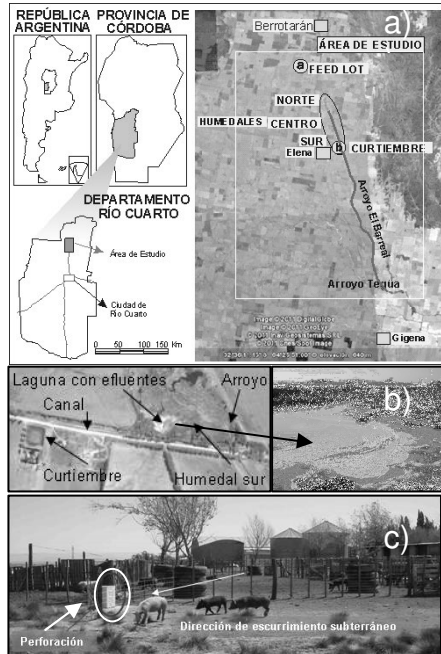 REPÚBLICA
ARGENTINA
PROVINCIA DE
CÓRDOBA
DEPARTAMENTO
RÍO CUARTO
Área de Estudio
Ciudad de
Río Cuarto
0 50 100 150 Km
a)
Berrotarán
ÁREA DE ESTUDIO
a
FEED LOT
NORTE
HUMEDALES
CENTRO
SUR
Elena
b
CURTIEMBRE
Arroyo El Barreal
Arroyo Tegua
Gigena
Laguna con efluentes
Arroyo
Canal
Curtiembre
Humedal sur
b)
c)
Perforación
Dirección de escurrimiento subterráneo